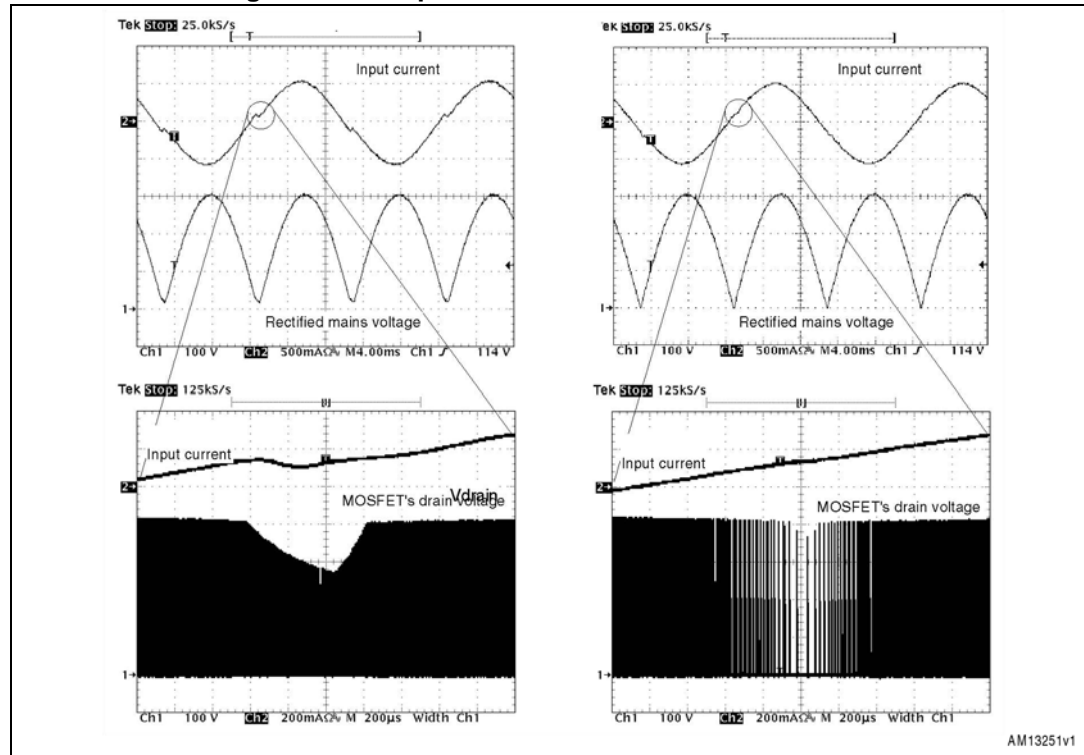 Tek Stop: 25.0kS/s
[ T ]
Input current
2→
T
T
1→
Rectified mains voltage
Ch1 100 V Ch2 500mAΩ M4.00ms Ch1 114 V
ek Stop: 25.0kS/s
[ T ]
Input current
2→
T
T
1→
Rectified mains voltage
Ch1 100 V Ch2 500mAΩ M4.00ms Ch1 114 V
Tek Stop: 125kS/s
Input current
T
2→
Vdrain
MOSFET's drain voltage
1→
Ch1 100 V Ch2 200mAΩ M 200µs Width Ch1
Tek Stop: 125kS/s
Input current
T
2→
MOSFET's drain voltage
1→
Ch1 100 V Ch2 200mAΩ M 200µs Width Ch1
AM13251v1